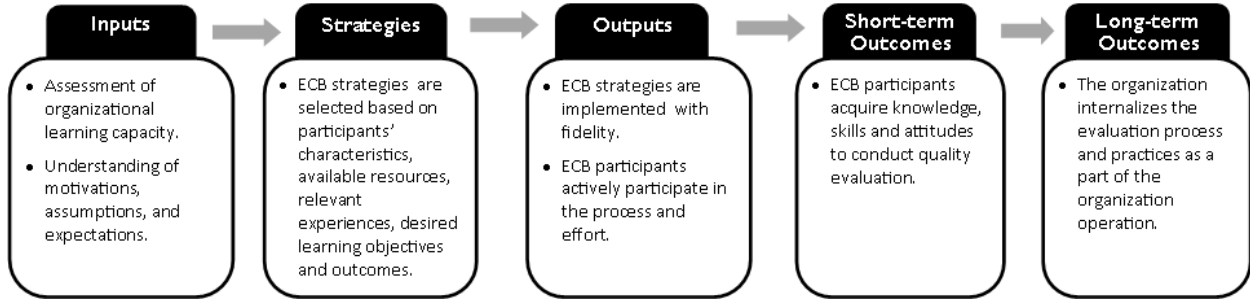 Inputs
• Assessment of
organizational
learning capacity.
• Understanding of
motivations,
assumptions, and
expectations.
Strategies
• ECB strategies are
selected based on
participants'
characteristics,
available resources,
relevant
experiences, desired
learning objectives
and outcomes.
Outputs
• ECB strategies are
implemented with
fidelity.
• ECB participants
actively participate in
the process and
effort.
Short-term
Outcomes
• ECB participants
acquire knowledge,
skills and attitudes
to conduct quality
evaluation.
Long-term
Outcomes
• The organization
internalizes the
evaluation process
and practices as a
part of the
organization
operation.